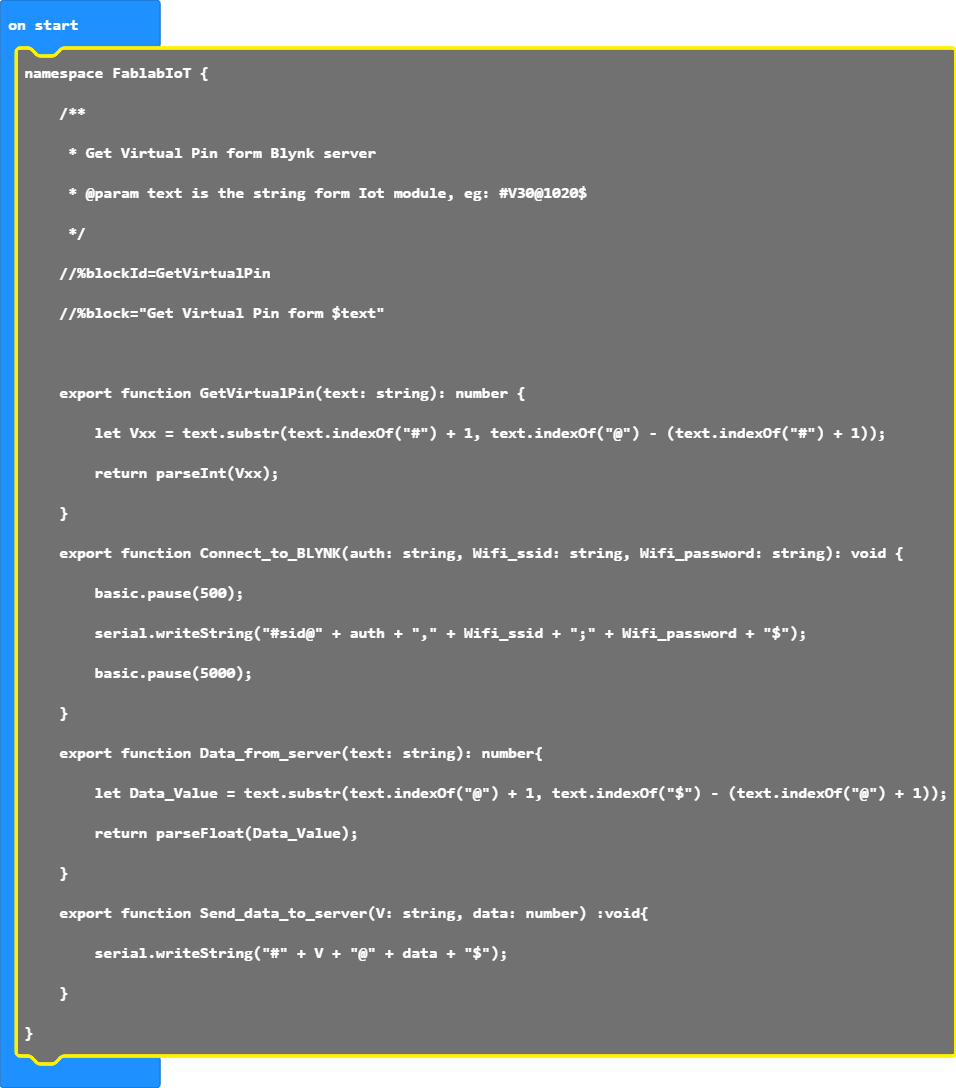 on start
namespace FablabIoT {
/**
* Get Virtual Pin form Blynk server
* @param text is the string form Iot module, eg: #V30@1020$
*/
//%blockId=GetVirtualPin
//%block="Get Virtual Pin form $text"
export function GetVirtualPin(text: string): number {
let Vxx = text.substr(text.indexOf("#") + 1, text.indexOf("@") - (text.indexOf("#") + 1));
return parseInt(Vxx);
}
export function Connect_to_BLYNK(auth: string, Wifi_ssid: string, Wifi_password: string): void {
basic.pause(500);
serial.writeString("#sid@" + auth + "," + Wifi_ssid + ";" + Wifi_password + "$");
basic.pause(5000);
}
export function Data_from_server(text: string): number{
let Data_Value = text.substr(text.indexOf("@") + 1, text.indexOf("$") - (text.indexOf("@") + 1));
return parseFloat(Data_Value);
}
export function Send_data_to_server(V: string, data: number) :void{
serial.writeString("#" + V + "@" + data + "$");
}
}